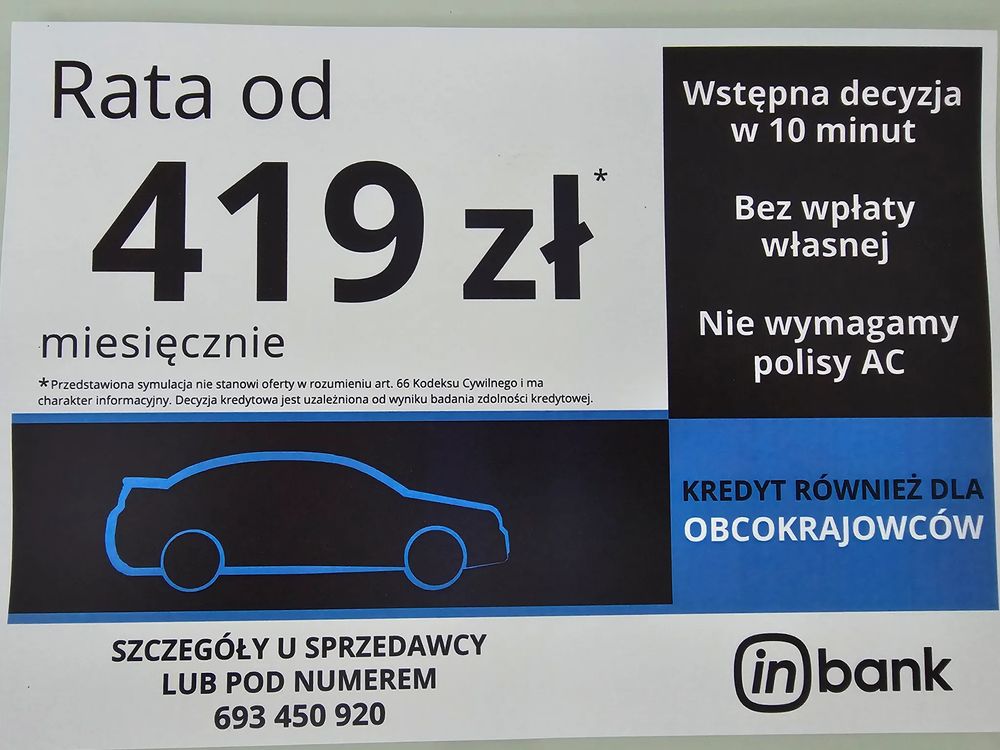 Rata od
419 zł*
miesięcznie
*Przedstawiona symulacja nie stanowi oferty w rozumieniu art. 66 Kodeksu Cywilnego i ma
charakter informacyjny. Decyzja kredytowa jest uzależniona od wyniku badania zdolności kredytowej.
Wstępna decyzja
w 10 minut
Bez wpłaty
własnej
Nie wymagamy
polisy AC
KREDYT RÓWNIEŻ DLA
OBCOKRAJOWCÓW
SZCZEGÓŁY U SPRZEDAWCY
LUB POD NUMEREM
693 450 920
inbank